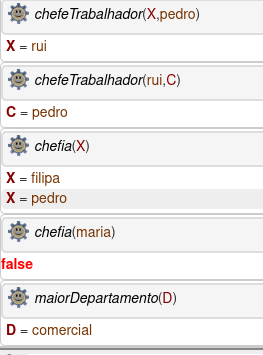 chefeTrabalhador(X,pedro)
X = rui
chefeTrabalhador(rui,C)
C = pedro
chefia(X)
X = filipa
X = pedro
chefia(maria)
false
maiorDepartamento(D)
D = comercial